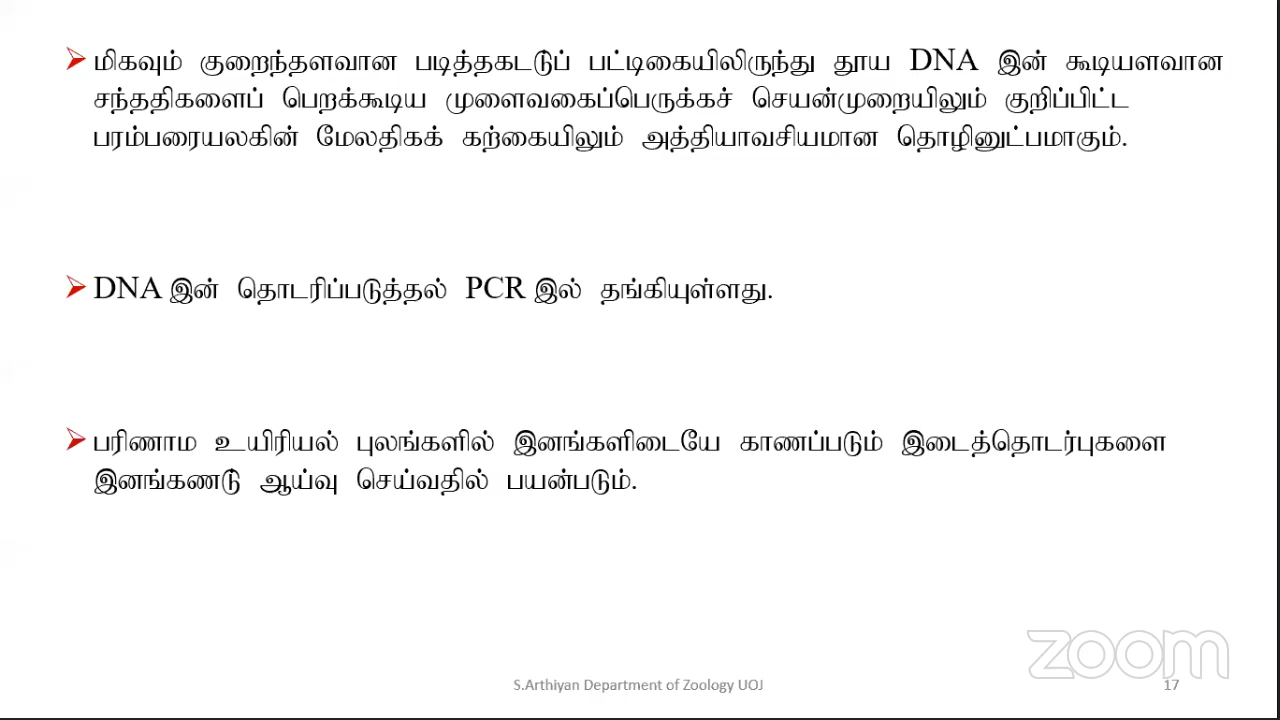 மிகவும் குறைந்தளவான படித்தகட்டுப் பட்டிகையிலிருந்து தூய DNA இன் கூடியளவான
சந்ததிகளைப் பெறக்கூடிய முளைவகைப்பெருக்கச் செயன்முறையிலும் குறிப்பிட்ட
பரம்பரையலகின் மேலதிகக் கற்கையிலும் அத்தியாவசியமான தொழினுட்பமாகும்.
DNA இன் தொடரிப்படுத்தல் PCR இல் தங்கியுள்ளது.
பரிணாம உயிரியல் புலங்களில் இனங்களிடையே காணப்படும் இடைத்தொடர்புகளை
இனங்கண்டு ஆய்வு செய்வதில் பயன்படும்.
zoom
S.Arthiyan Department of Zoology UOJ 17